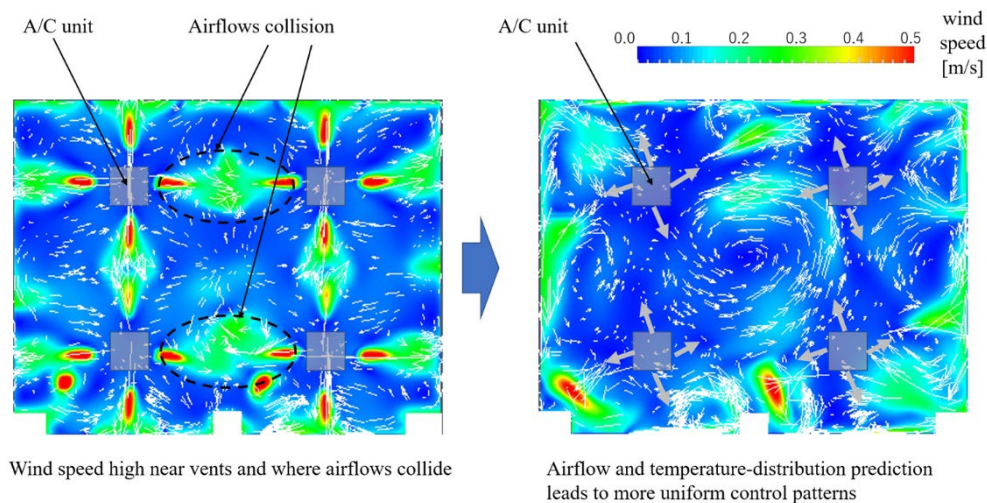 A/C unit
Airflows collision
A/C unit
0.0 0.1 0.2 0.3 0.4 0.5
wind
speed
[m/s]
Wind speed high near vents and where airflows collide
Airflow and temperature-distribution prediction
leads to more uniform control patterns